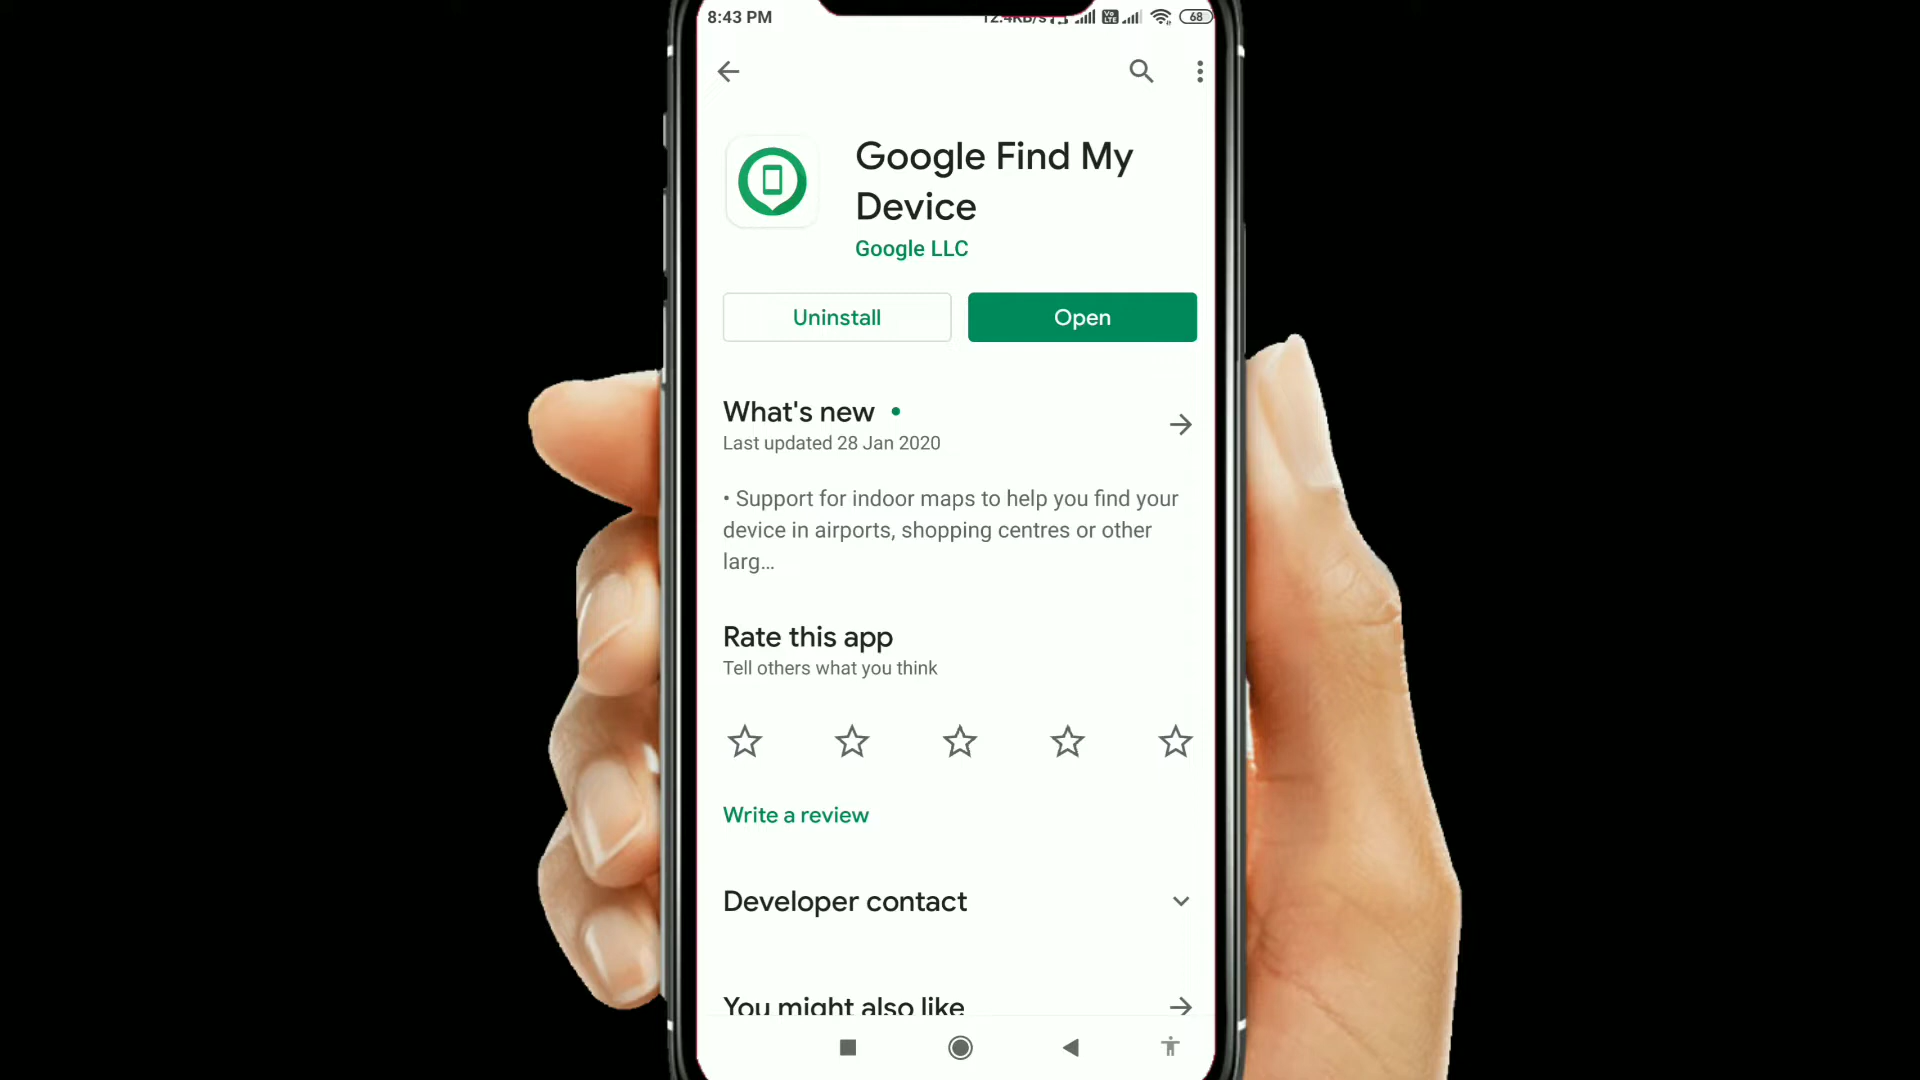 8:43 PM
68
Google Find My
Device
Google LLC
Uninstall
Open
What's new •
Last updated 28 Jan 2020
• Support for indoor maps to help you find your
device in airports, shopping centres or other
larg...
Rate this app
Tell others what you think
Write a review
Developer contact
You might also like